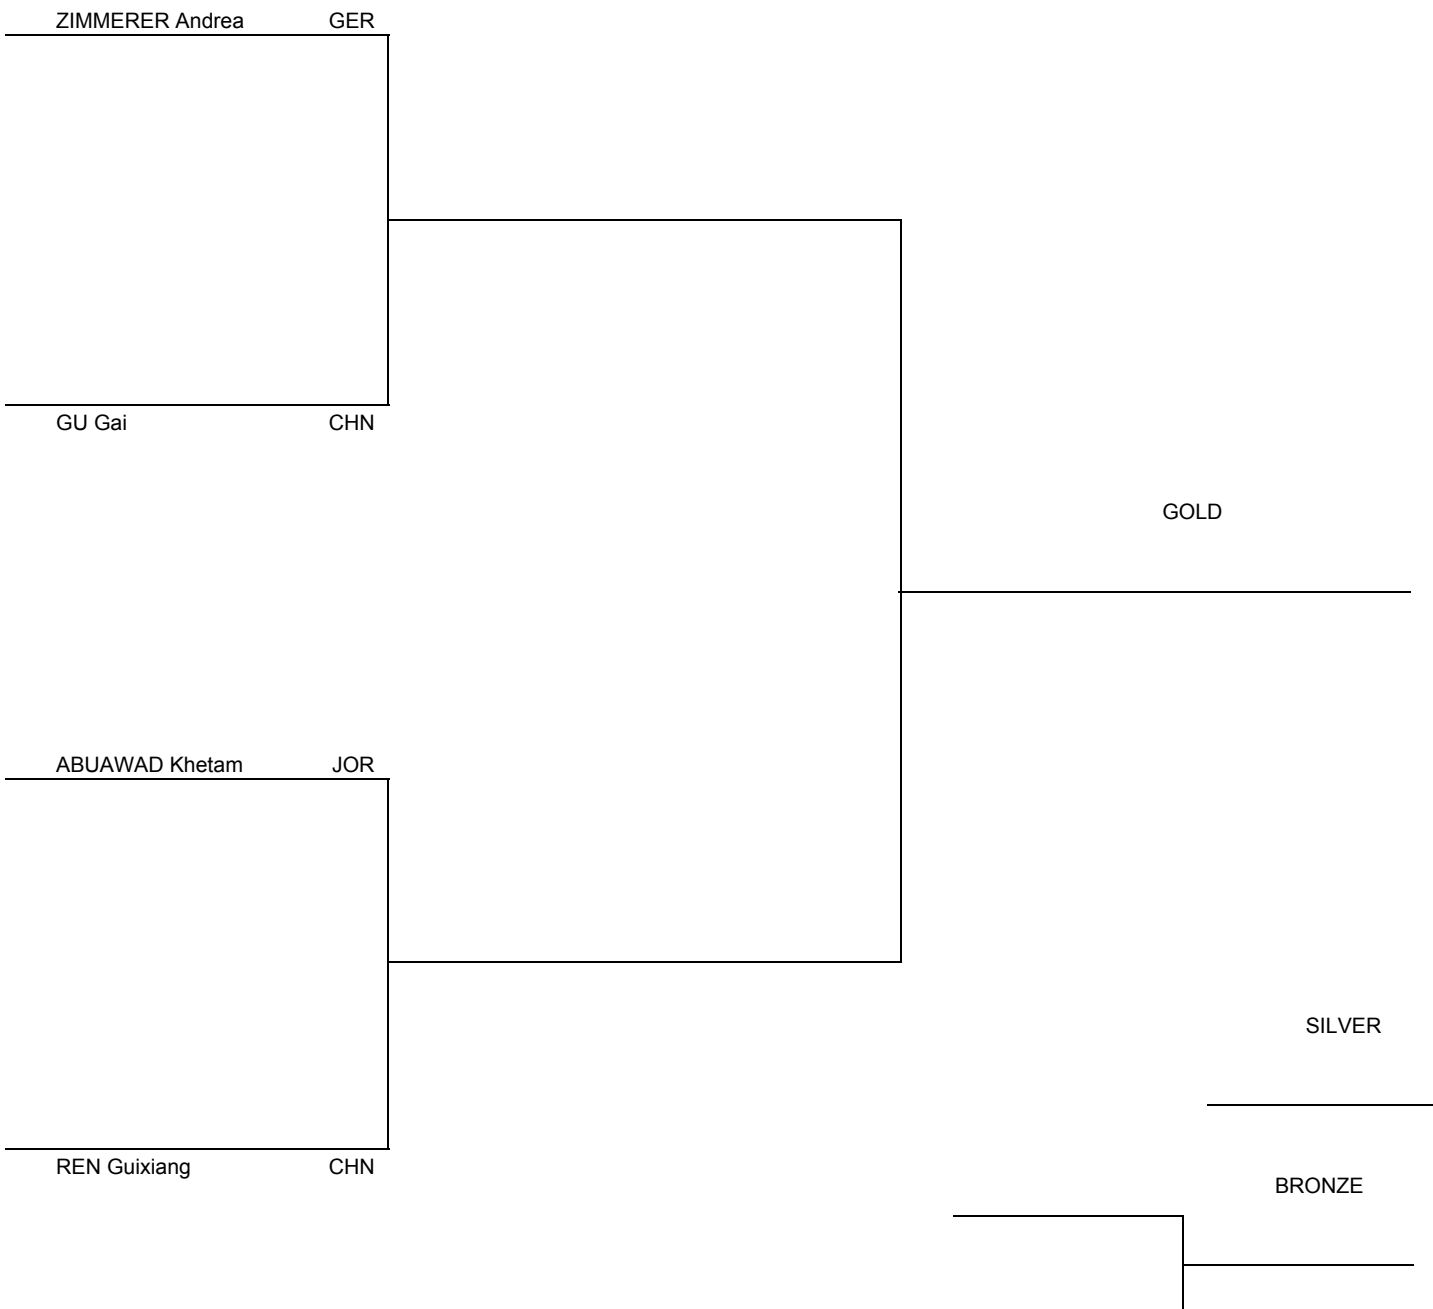 ZIMMERER Andrea GER
GU Gai CHN
GOLD
ABUAWAD Khetam JOR
SILVER
REN Guixiang CHN
BRONZE